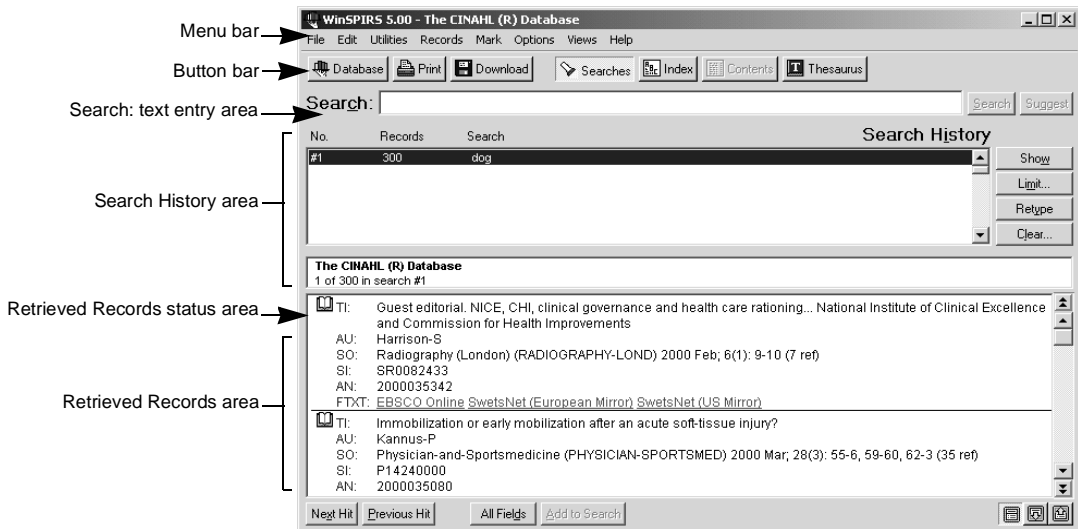 WinSPIRS 5.00 - The CINAHL (R) Database
Menu bar
File Edit Utilities Records Mark Options Views Help
Button bar
Database Print Download Searches Index Contents Thesaurus
Search: text entry area
Search:
Search Suggest
No. Records Search Search History
#1 300 dog
Show
Limit...
Search History area
Retype
Clear...
The CINAHL (R) Database
1 of 300 in search #1
Retrieved Records status area
TI: Guest editorial. NICE, CHI, clinical governance and health care rationing... National Institute of Clinical Excellence
and Commission for Health Improvements
AU: Harrison-S
SO: Radiography (London) (RADIOGRAPHY-LOND) 2000 Feb; 6(1): 9-10 (7 ref)
SI: SR0082433
AN: 2000035342
Retrieved Records area
FTXT: EBSCO Online SwetsNet (European Mirror) SwetsNet (US Mirror)
TI: Immobilization or early mobilization after an acute soft-tissue injury?
AU: Kannus-P
SO: Physician-and-Sportsmedicine (PHYSICIAN-SPORTSMED) 2000 Mar; 28(3): 55-6, 59-60, 62-3 (35 ref)
SI: P14240000
AN: 2000035080
Next Hit Previous Hit All Fields Add to Search